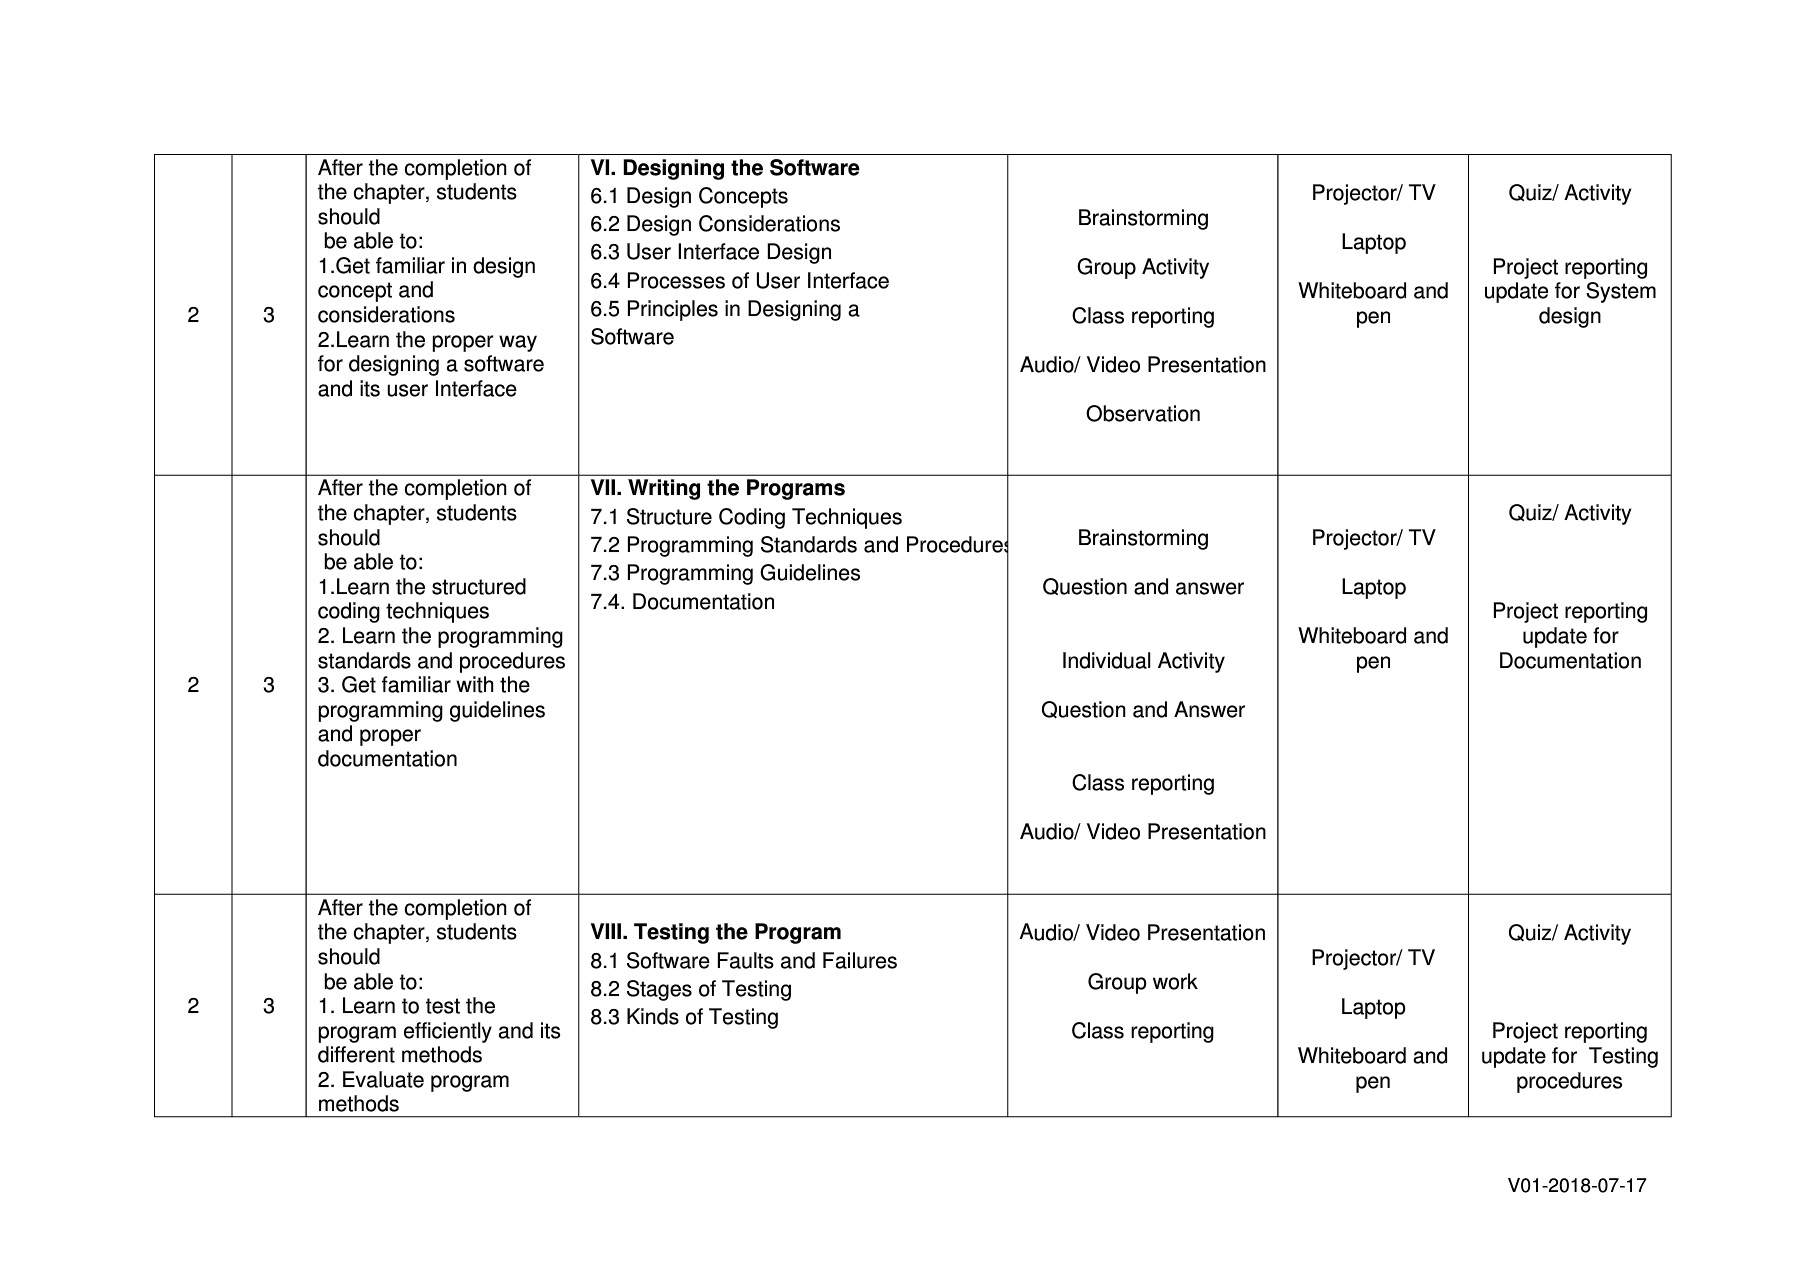 2
3
After the completion of
the chapter, students
should
be able to:
1.Get familiar in design
concept and
considerations
2.Learn the proper way
for designing a software
and its user Interface
VI. Designing the Software
6.1 Design Concepts
6.2 Design Considerations
6.3 User Interface Design
6.4 Processes of User Interface
6.5 Principles in Designing a
Software
Brainstorming
Group Activity
Class reporting
Audio/ Video Presentation
Observation
Projector/ TV
Laptop
Whiteboard and
pen
Quiz/ Activity
Project reporting
update for System
design
2
3
After the completion of
the chapter, students
should
be able to:
1.Learn the structured
coding techniques
2. Learn the programming
standards and procedures
3. Get familiar with the
programming guidelines
and proper
documentation
VII. Writing the Programs
7.1 Structure Coding Techniques
7.2 Programming Standards and Procedures
7.3 Programming Guidelines
7.4. Documentation
Brainstorming
Question and answer
Individual Activity
Question and Answer
Class reporting
Audio/ Video Presentation
Projector/ TV
Laptop
Whiteboard and
pen
Quiz/ Activity
Project reporting
update for
Documentation
2
3
After the completion of
the chapter, students
should
be able to:
1. Learn to test the
program efficiently and its
different methods
2. Evaluate program
methods
VIII. Testing the Program
8.1 Software Faults and Failures
8.2 Stages of Testing
8.3 Kinds of Testing
Audio/ Video Presentation
Group work
Class reporting
Projector/ TV
Laptop
Whiteboard and
pen
Quiz/ Activity
Project reporting
update for  Testing
procedures
V01-2018-07-17